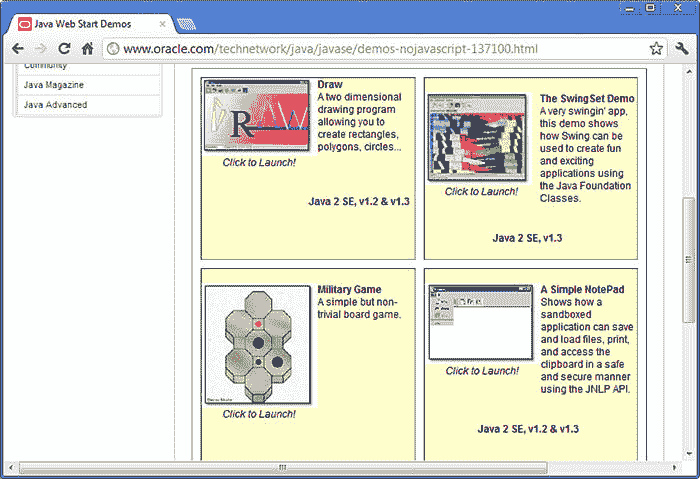 Java Web Start Demos
www.oracle.com/technetwork/java/javase/demos-nojavascript-137100.html
Community
Java Magazine
Java Advanced
Draw
A two dimensional
drawing program
allowing you to
create rectangles,
polygons, circles...
Click to Launch!
Java 2 SE, v1.2 & v1.3
The SwingSet Demo
A very swingin' app,
this demo shows
how Swing can be
used to create fun
and exciting
applications using
the Java Foundation
Classes.
Click to Launch!
Java 2 SE, v1.3
Military Game
A simple but non-
trivial board game.
Click to Launch!
A Simple NotePad
Shows how a
sandboxed
application can save
and load files, print,
and access the
clipboard in a safe
and secure manner
using the JNLP API.
Click to Launch!
Java 2 SE, v1.2 & v1.3